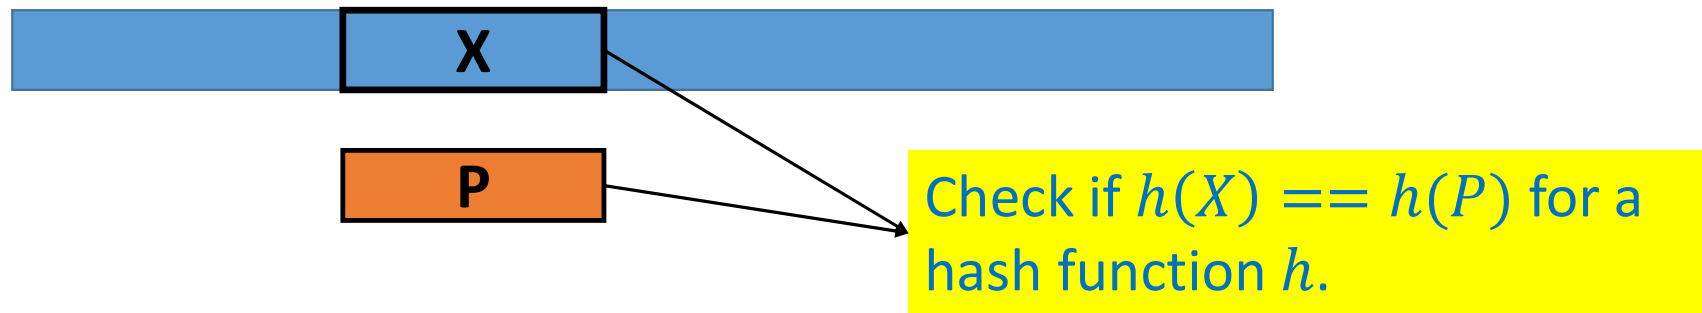 X
P
Check if h(X) == h(P) for a
hash function h.